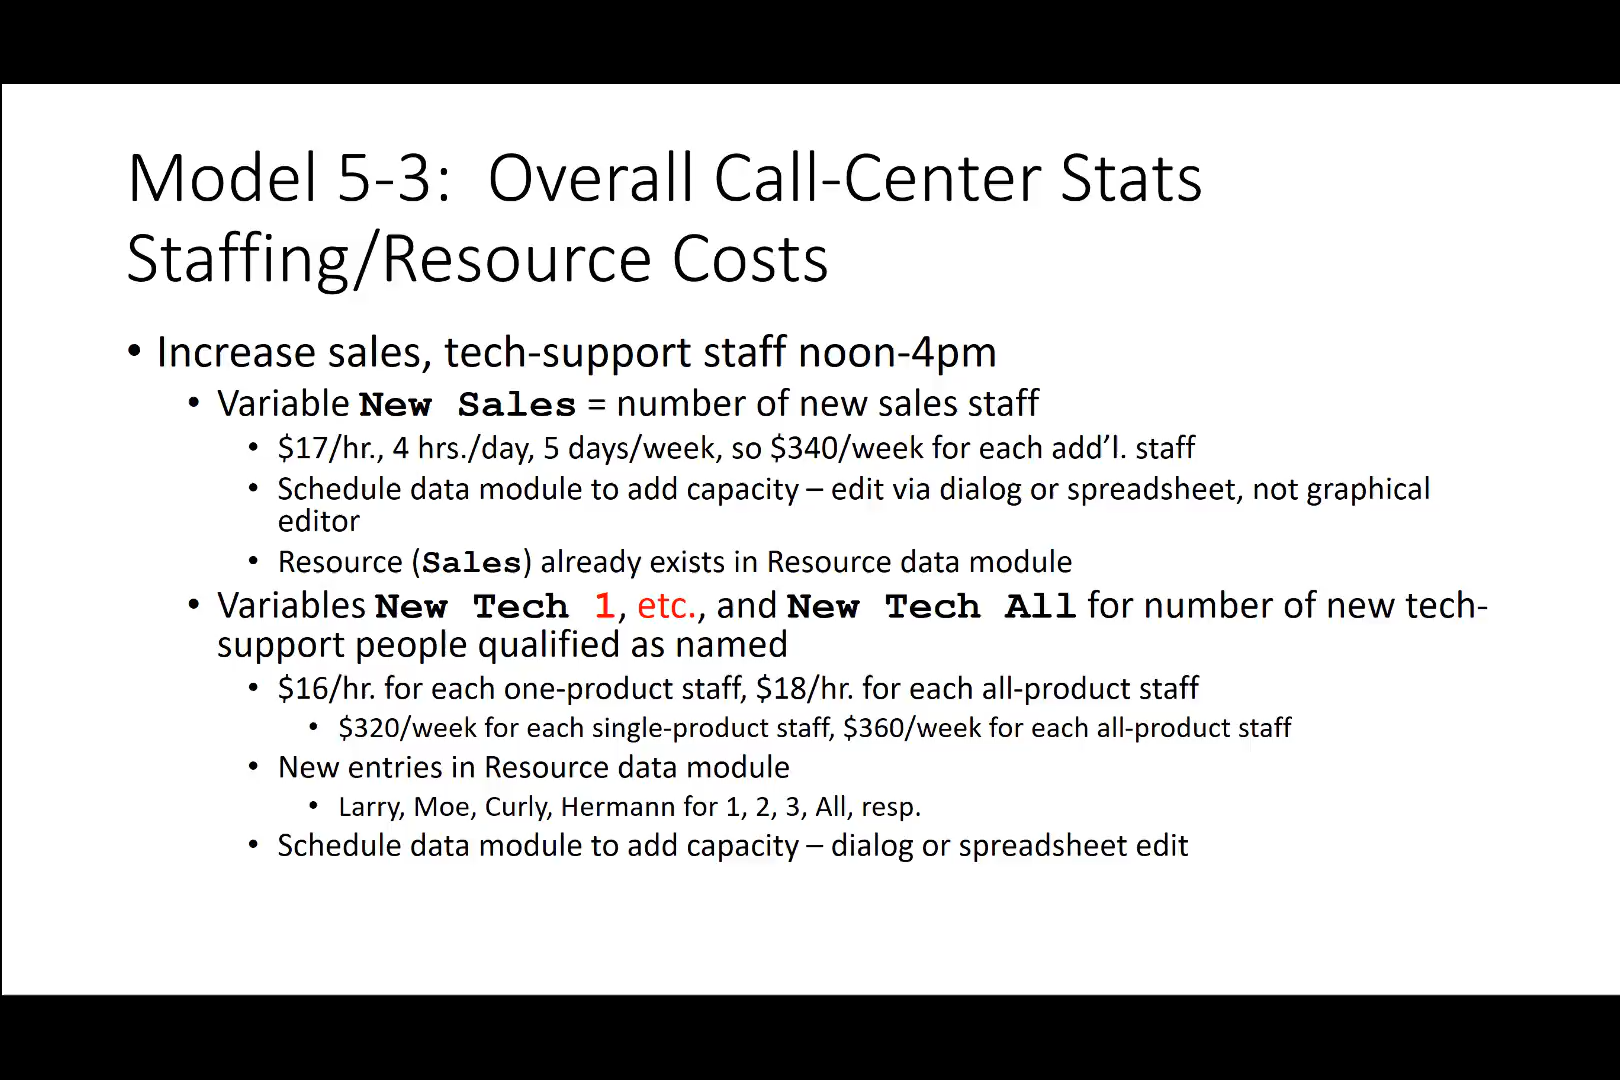 Model 5-3:  Overall Call-Center Stats
Staffing/Resource Costs
• Increase sales, tech-support staff noon-4pm
• Variable New Sales = number of new sales staff
• $17/hr., 4 hrs./day, 5 days/week, so $340/week for each add’l. staff
• Schedule data module to add capacity – edit via dialog or spreadsheet, not graphical
editor
• Resource (Sales) already exists in Resource data module
• Variables New Tech 1, etc., and New Tech All for number of new tech-
support people qualified as named
• $16/hr. for each one-product staff, $18/hr. for each all-product staff
• $320/week for each single-product staff, $360/week for each all-product staff
• New entries in Resource data module
• Larry, Moe, Curly, Hermann for 1, 2, 3, All, resp.
• Schedule data module to add capacity – dialog or spreadsheet edit